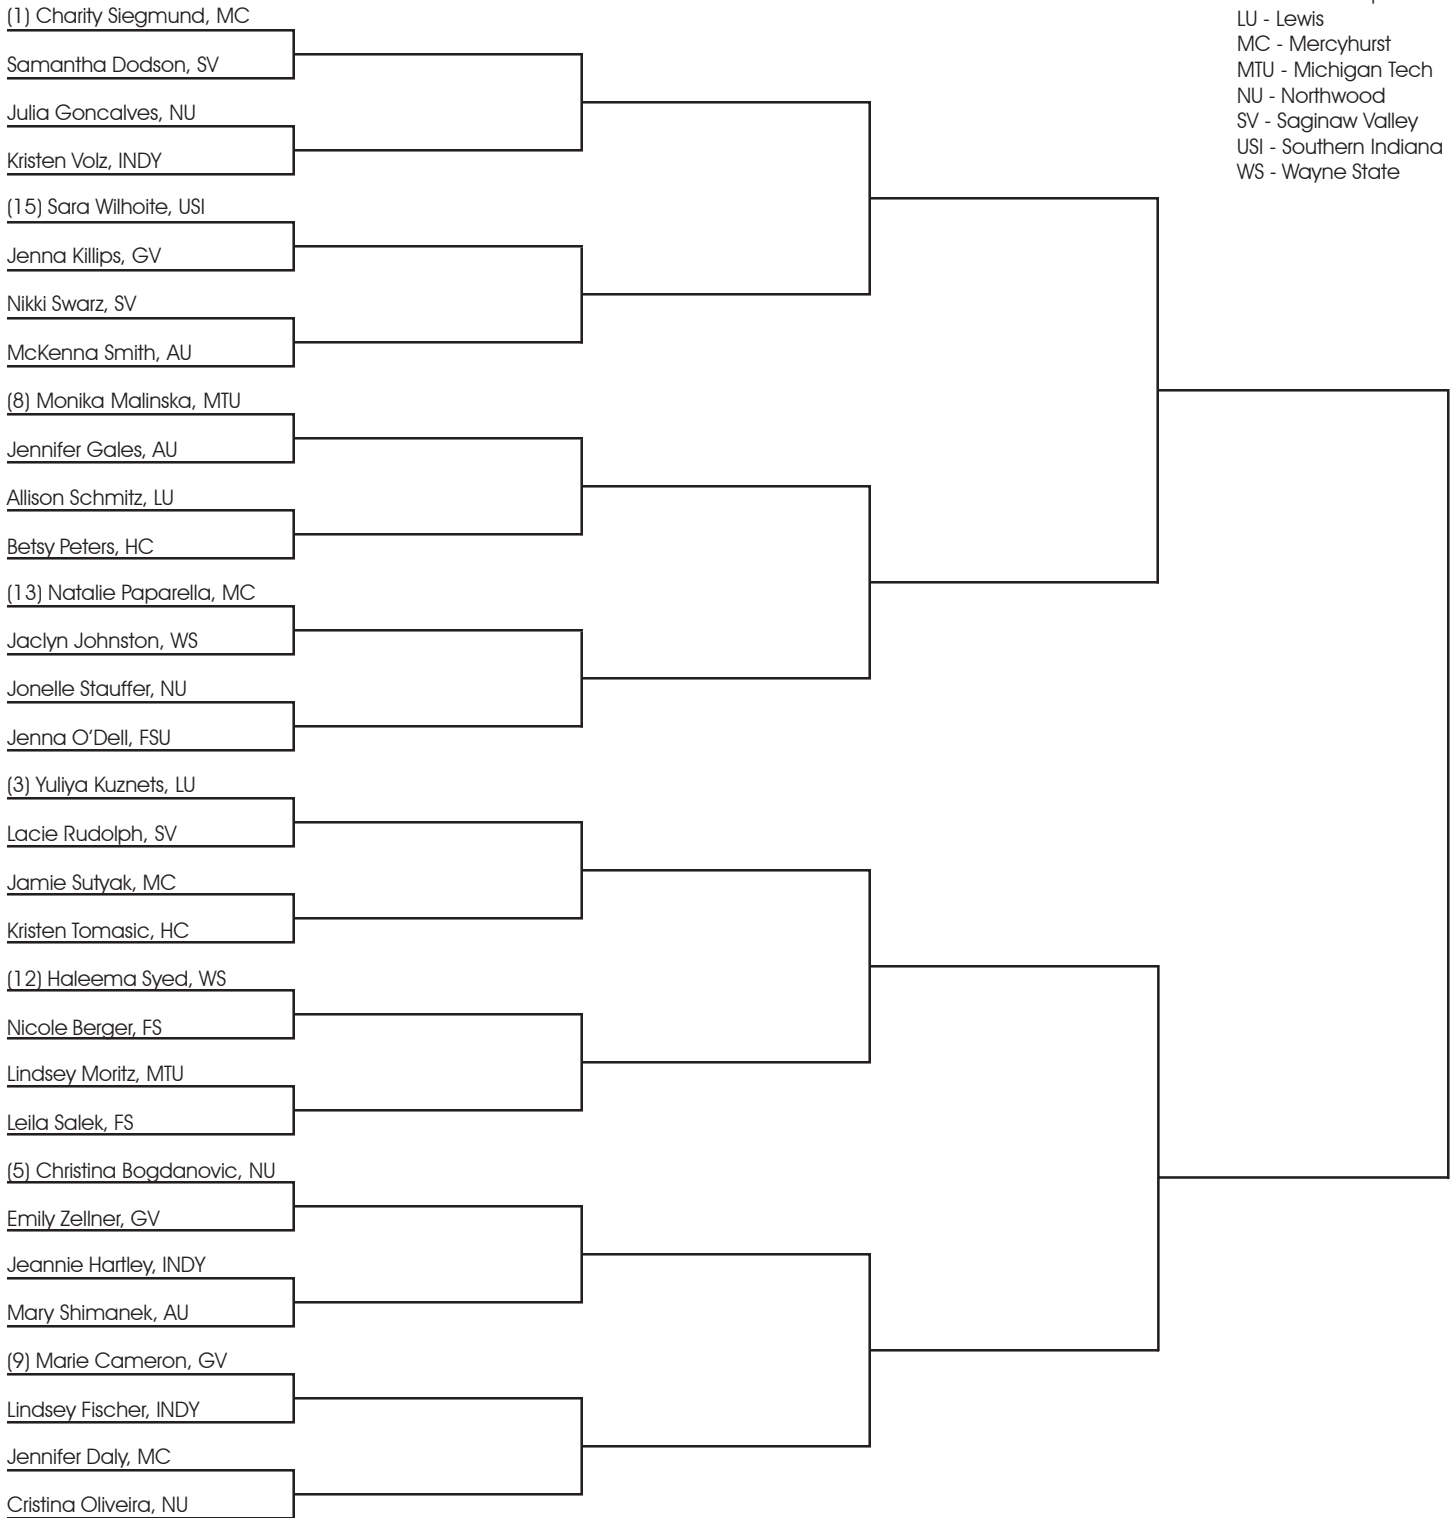 (1) Charity Siegmund, MC
Samantha Dodson, SV
Julia Goncalves, NU
Kristen Volz, INDY
(15) Sara Wilhoite, USI
Jenna Killips, GV
Nikki Swarz, SV
McKenna Smith, AU
(8) Monika Malinska, MTU
Jennifer Gales, AU
Allison Schmitz, LU
Betsy Peters, HC
(13) Natalie Paparella, MC
Jaclyn Johnston, WS
Jonelle Stauffer, NU
Jenna O'Dell, FSU
(3) Yuliya Kuznets, LU
Lacie Rudolph, SV
Jamie Sutyak, MC
Kristen Tomasic, HC
(12) Haleema Syed, WS
Nicole Berger, FS
Lindsey Moritz, MTU
Leila Salek, FS
(5) Christina Bogdanovic, NU
Emily Zellner, GV
Jeannie Hartley, INDY
Mary Shimanek, AU
(9) Marie Cameron, GV
Lindsey Fischer, INDY
Jennifer Daly, MC
Cristina Oliveira, NU
LU - Lewis
MC - Mercyhurst
MTU - Michigan Tech
NU - Northwood
SV - Saginaw Valley
USI - Southern Indiana
WS - Wayne State